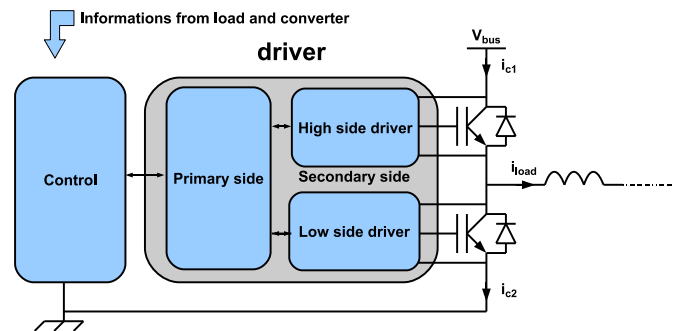 Informations from load and converter
driver
Vbus
ic1
High side driver
Control
Primary side
Secondary side
iload
Low side driver
ic2